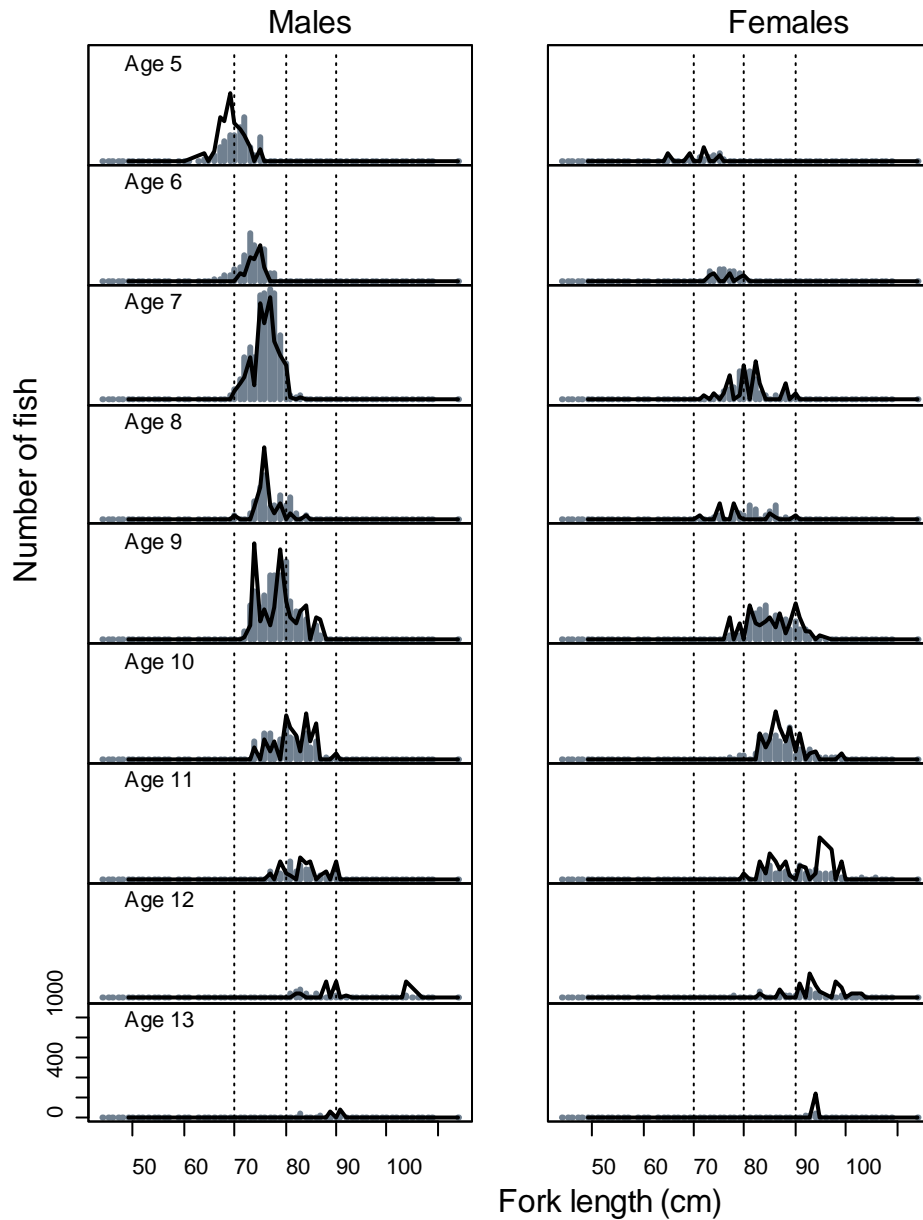 Males
Females
Age 5
Age 6
Age 7
Age 8
Age 9
Age 10
Age 11
Age 12
Age 13
Number of fish
1000
400
0
50 60 70 80 90 100
50 60 70 80 90 100
Fork length (cm)